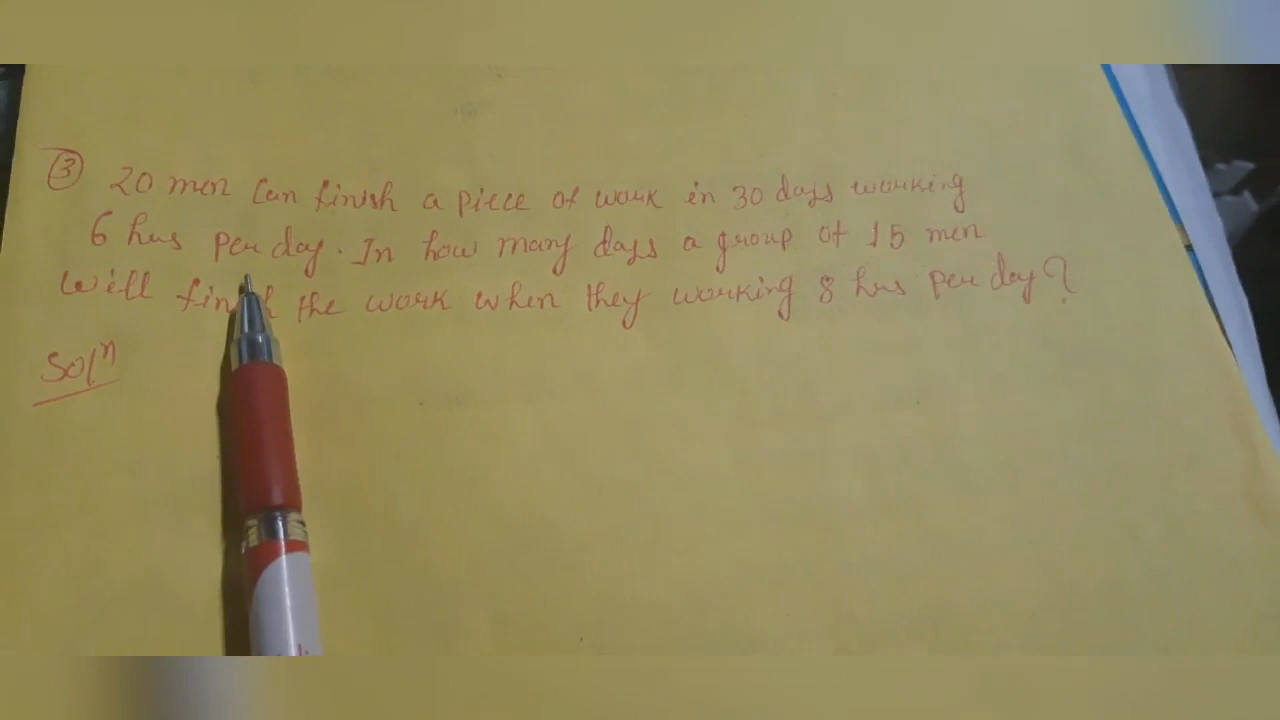 ③ 20 men can finish a piece of work in 30 days working
6 hrs per day. In how many days a group of 15 men
will finish the work when they working 8 hrs per day?
Solⁿ